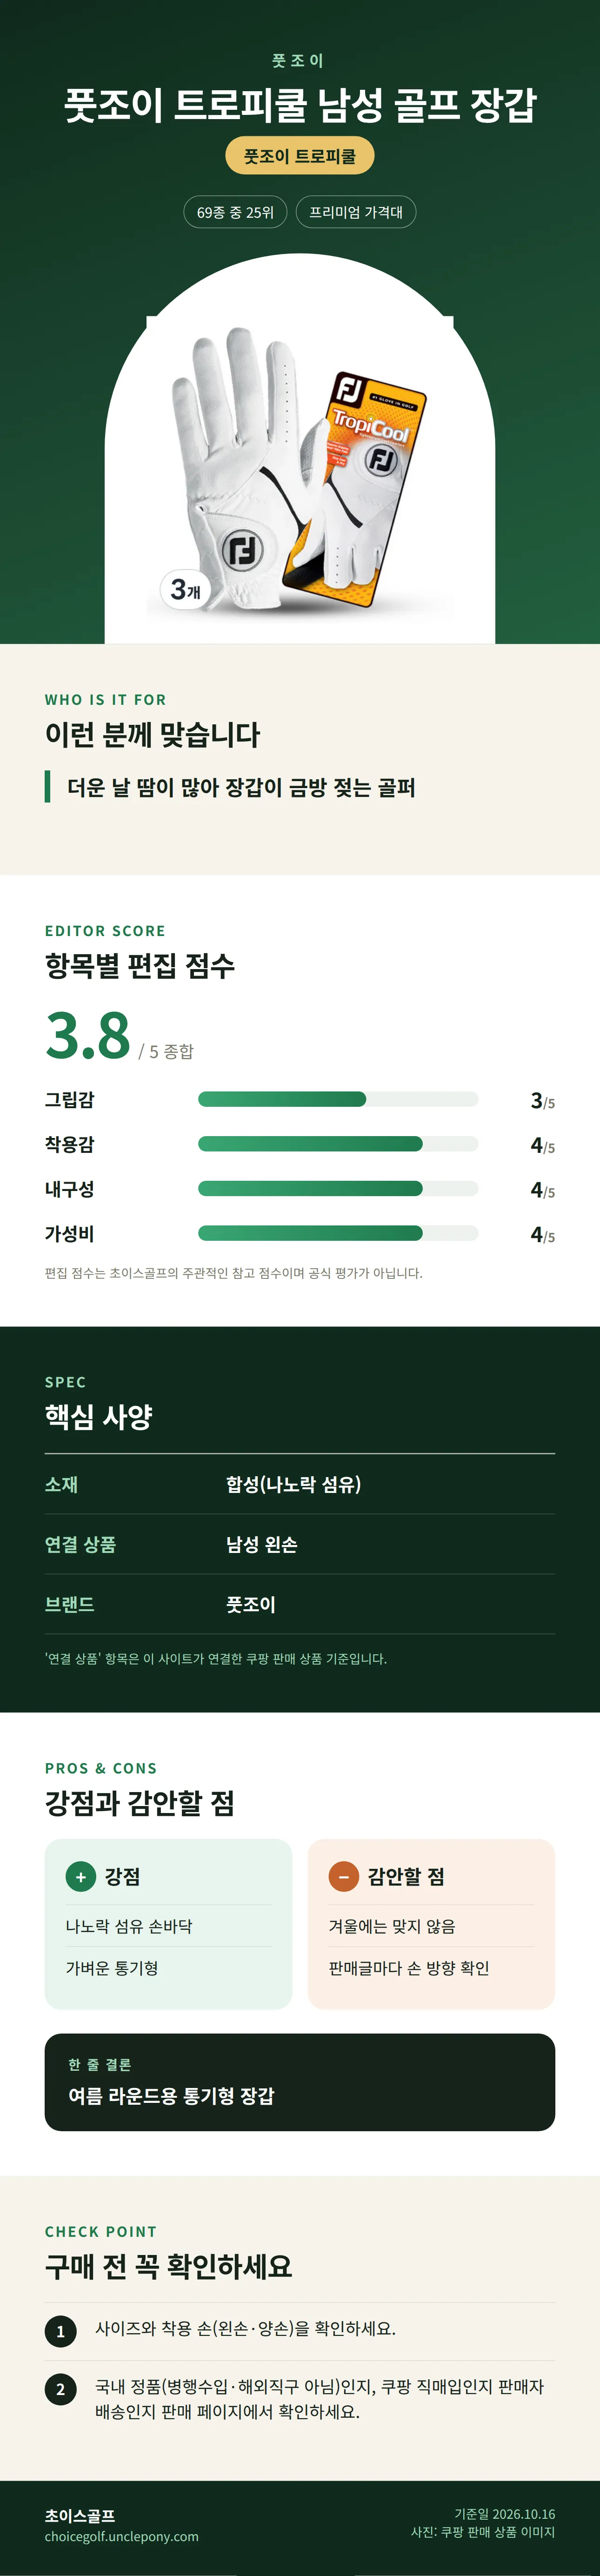 풋조이
풋조이 트로피쿨 남성 골프 장갑
풋조이 트로피쿨
69종 중 25위
프리미엄 가격대
FJ
#1 GLOVE IN GOLF
TropiCool
FJ
FJ
3개
WHO IS IT FOR
이런 분께 맞습니다
더운 날 땀이 많아 장갑이 금방 젖는 골퍼
EDITOR SCORE
항목별 편집 점수
3.8 / 5 종합
그립감 3/5
착용감 4/5
내구성 4/5
가성비 4/5
편집 점수는 초이스골프의 주관적인 참고 점수이며 공식 평가가 아닙니다.
SPEC
핵심 사양
소재 합성(나노락 섬유)
연결 상품 남성 왼손
브랜드 풋조이
'연결 상품' 항목은 이 사이트가 연결한 쿠팡 판매 상품 기준입니다.
PROS & CONS
강점과 감안할 점
+ 강점
나노락 섬유 손바닥
가벼운 통기형
− 감안할 점
겨울에는 맞지 않음
판매글마다 손 방향 확인
한 줄 결론
여름 라운드용 통기형 장갑
CHECK POINT
구매 전 꼭 확인하세요
1 사이즈와 착용 손(왼손·양손)을 확인하세요.
2 국내 정품(병행수입·해외직구 아님)인지, 쿠팡 직매입인지 판매자
배송인지 판매 페이지에서 확인하세요.
초이스골프
choicegolf.unclepony.com
기준일 2026.10.16
사진: 쿠팡 판매 상품 이미지